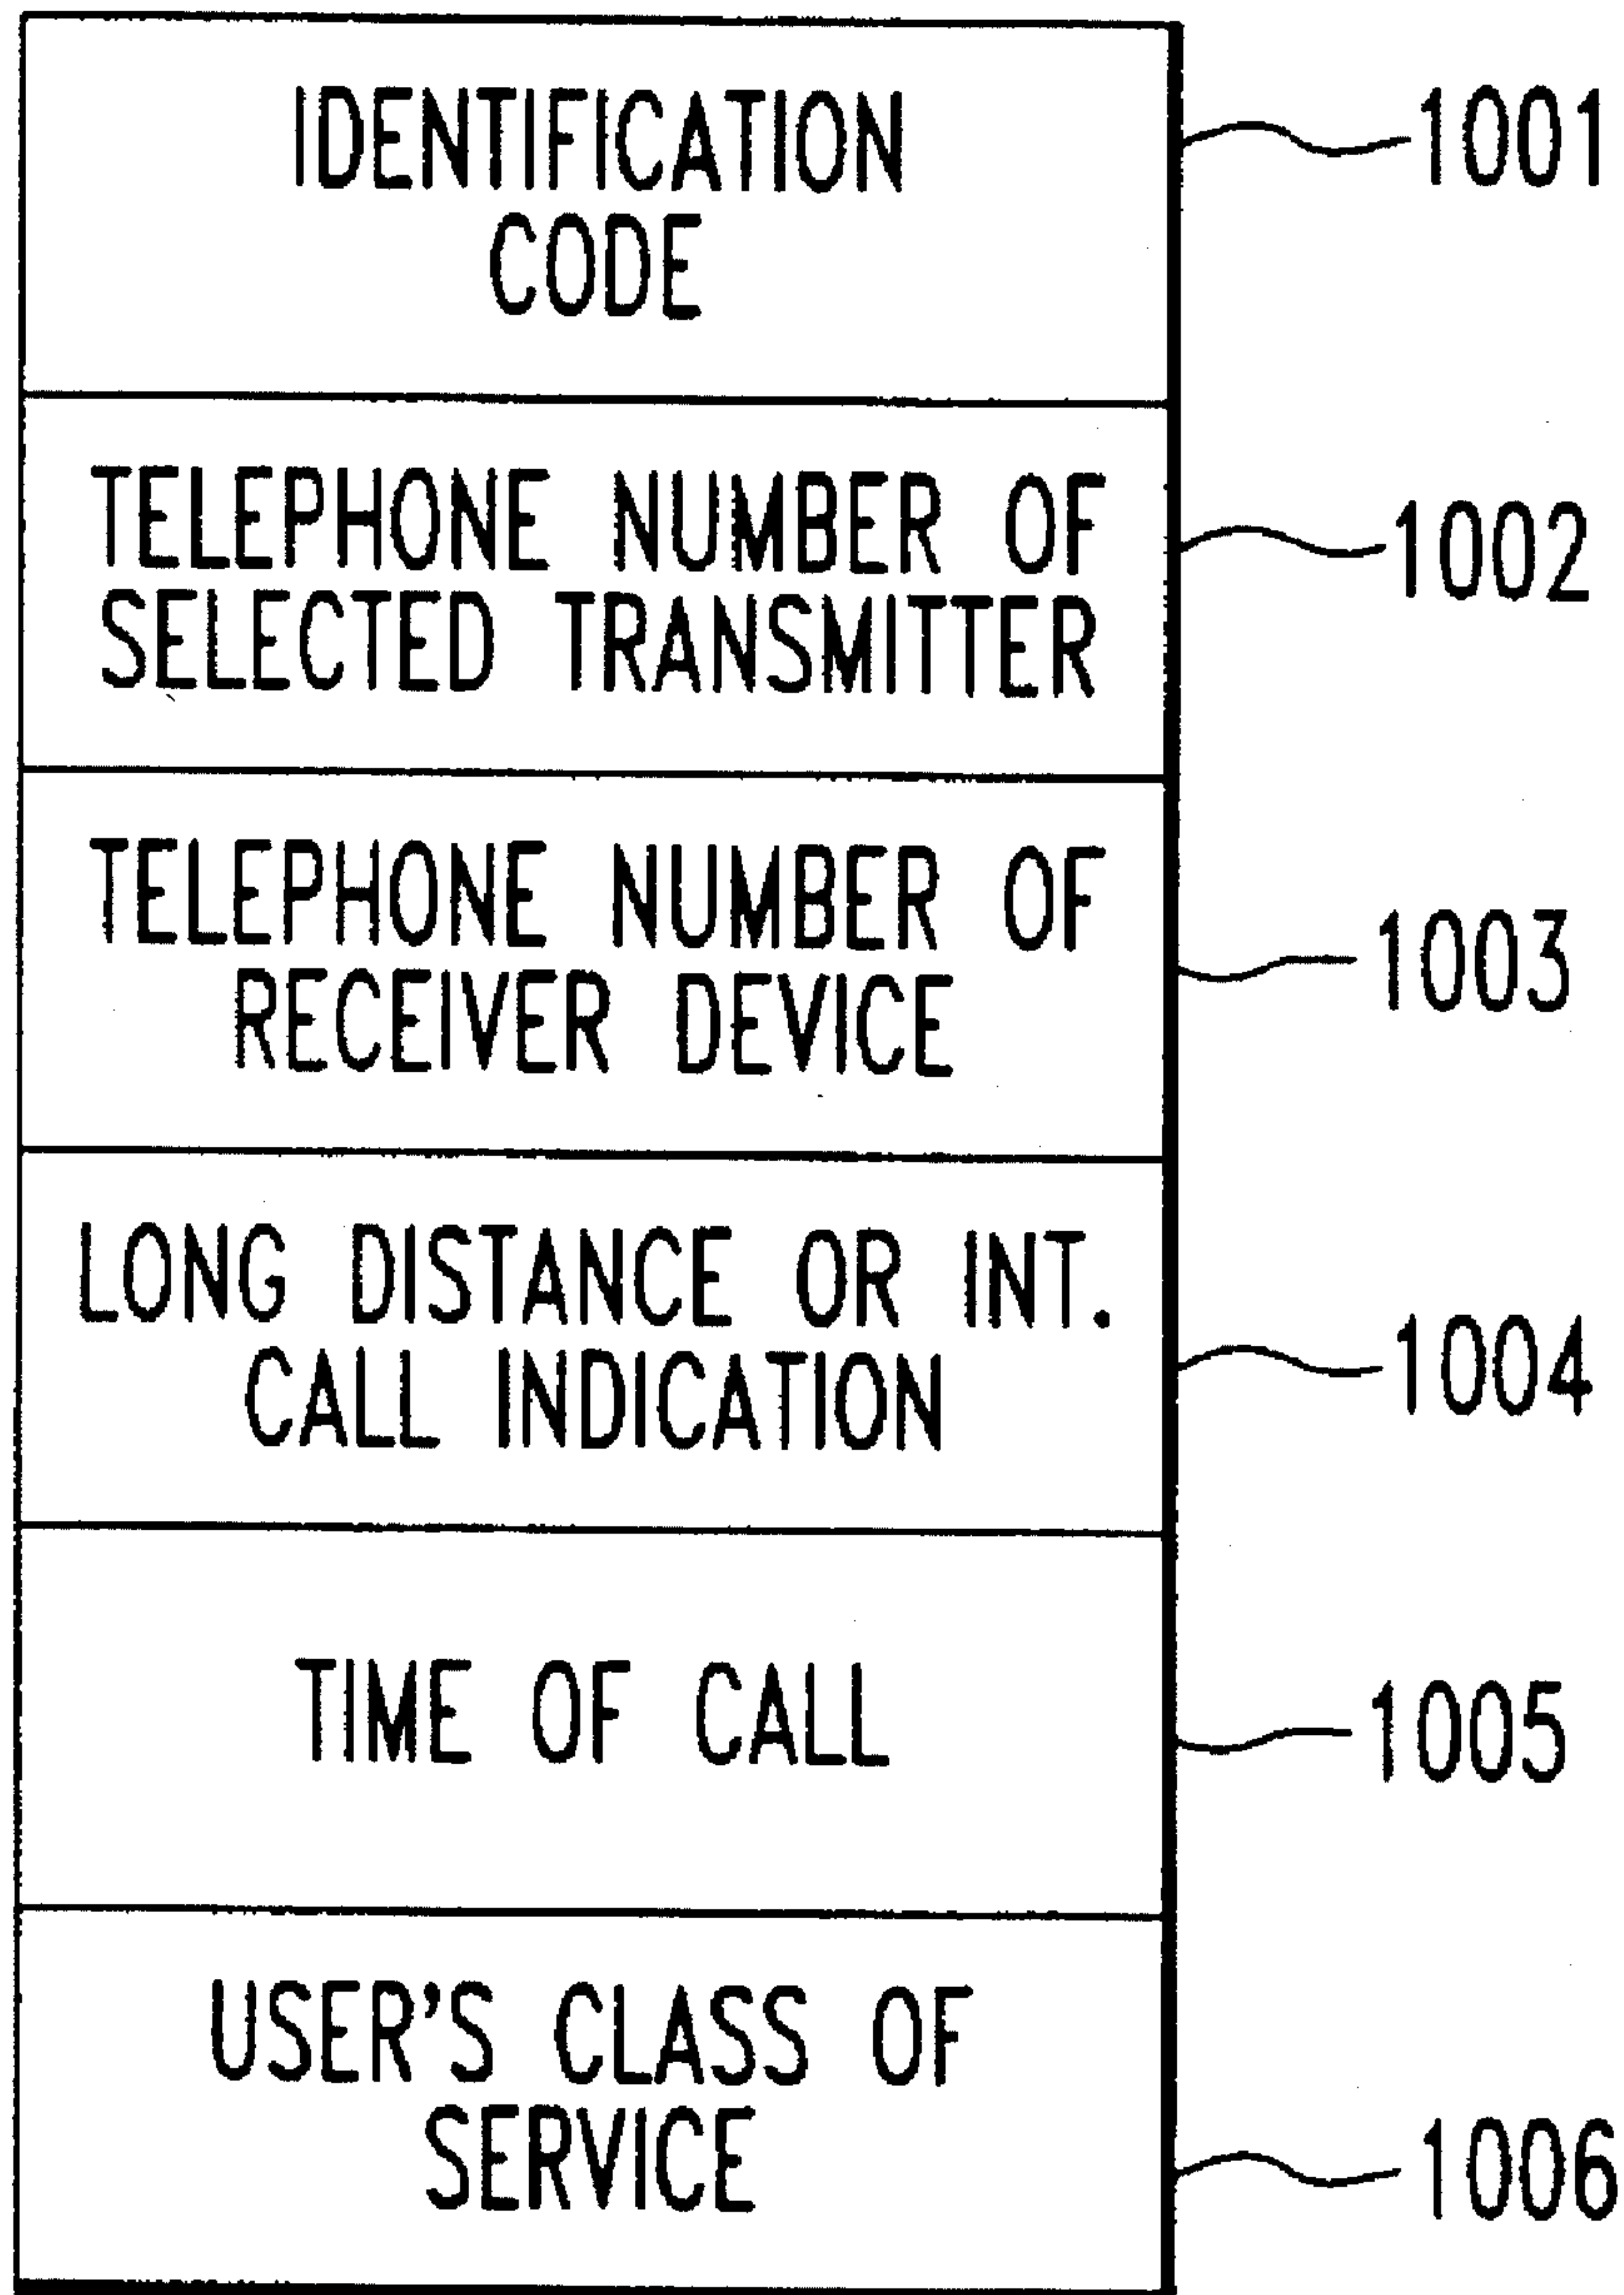 IDENTIFICATION
CODE
1001
TELEPHONE NUMBER OF
SELECTED TRANSMITTER
1002
TELEPHONE NUMBER OF
RECEIVER DEVICE
1003
LONG DISTANCE OR INT.
CALL INDICATION
1004
TIME OF CALL
1005
USER'S CLASS OF
SERVICE
1006